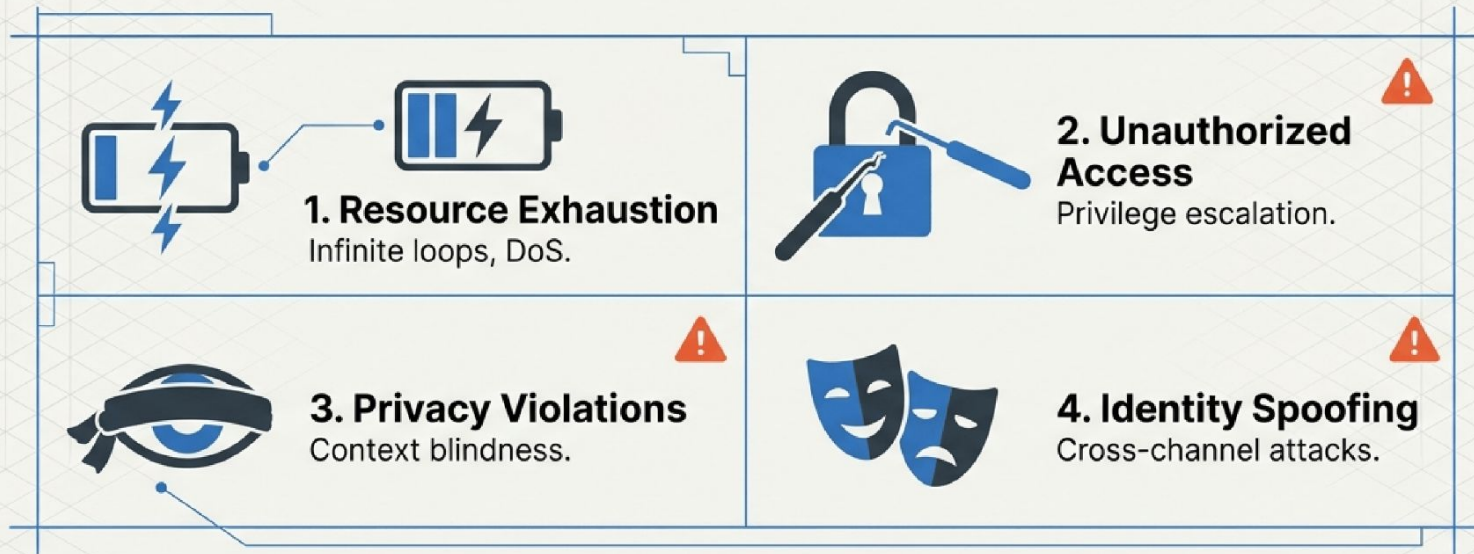 1. Resource Exhaustion
Infinite loops, DoS.
2. Unauthorized
Access
Privilege escalation.
3. Privacy Violations
Context blindness.
4. Identity Spoofing
Cross-channel attacks.